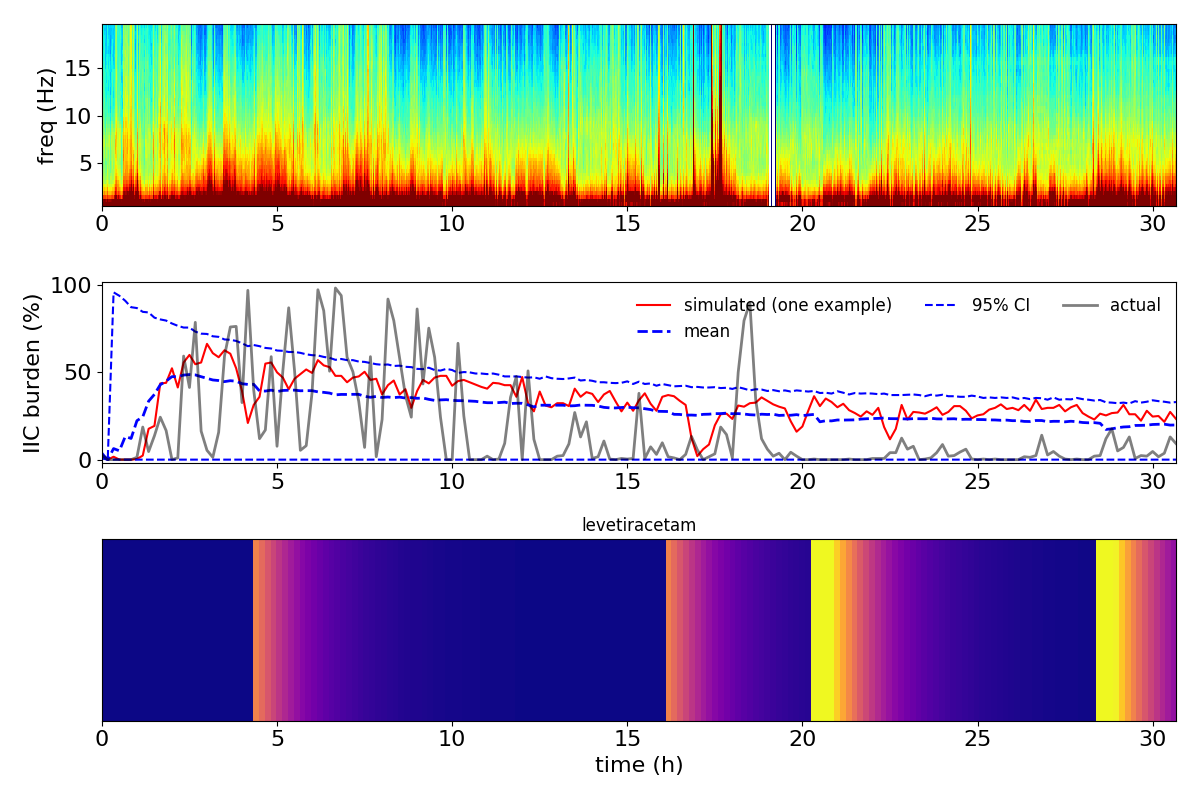 freq (Hz)
15
10
5
0 5 10 15 20 25 30
IIC burden (%)
100
50
0
simulated (one example)
mean
95% CI
actual
0 5 10 15 20 25 30
levetiracetam
0 5 10 15 20 25 30
time (h)